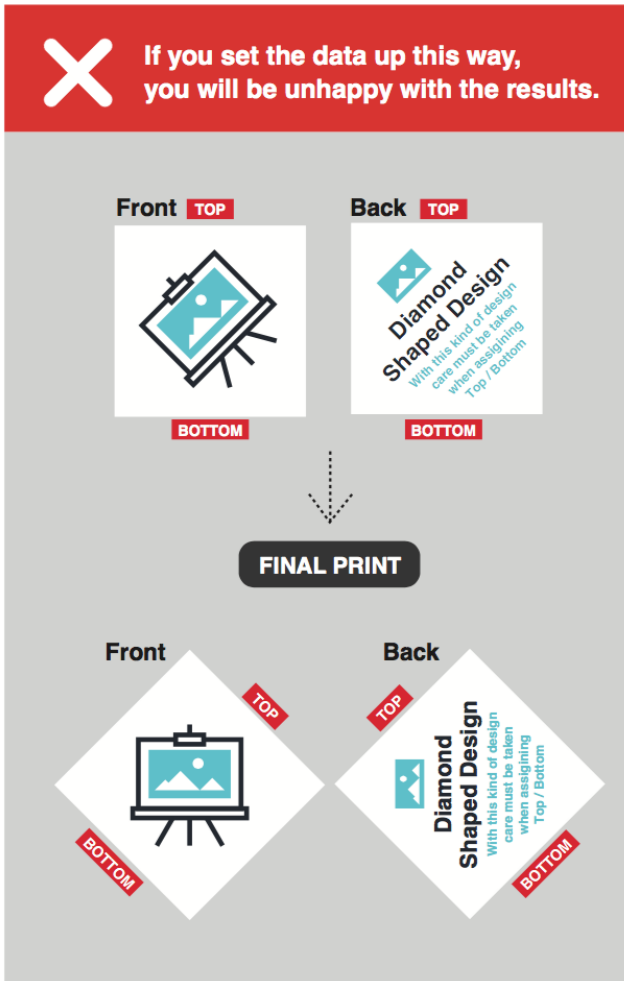 If you set the data up this way,
you will be unhappy with the results.
Front TOP
Back TOP
Diamond
Shaped Design
With this kind of design
care must be taken
when assigining
Top / Bottom
BOTTOM
BOTTOM
FINAL PRINT
Front
Back
TOP
TOP
Diamond
Shaped Design
With this kind of design
care must be taken
when assigining
Top / Bottom
BOTTOM
BOTTOM